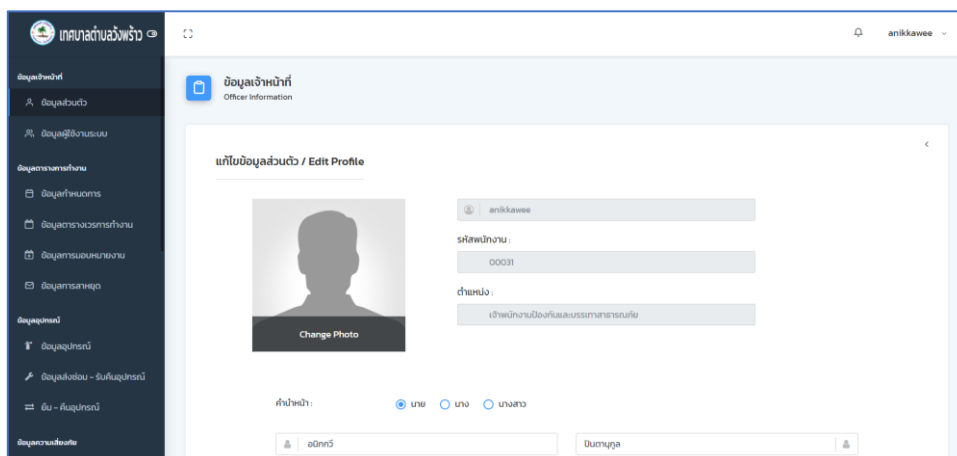 เทศบาลตำบลวังพร้าว
anikkawee
ข้อมูลเจ้าหน้าที่
ข้อมูลส่วนตัว
ข้อมูลผู้ใช้งานระบบ
ข้อมูลตารางการทำงาน
ข้อมูลกำหนดการ
ข้อมูลตารางเวรการทำงาน
ข้อมูลการมอบหมายงาน
ข้อมูลการลาหยุด
ข้อมูลอุปกรณ์
ข้อมูลอุปกรณ์
ข้อมูลส่งซ่อม - รับคืนอุปกรณ์
ยืม - คืนอุปกรณ์
ข้อมูลความเสี่ยงภัย
ข้อมูลเจ้าหน้าที่
Officer Information
แก้ไขข้อมูลส่วนตัว / Edit Profile
Change Photo
anikkawee
รหัสพนักงาน :
00031
ตำแหน่ง :
เจ้าพนักงานป้องกันและบรรเทาสาธารณภัย
คำนำหน้า : นาย นาง นางสาว
อนิกกวี ปันตานุกูล